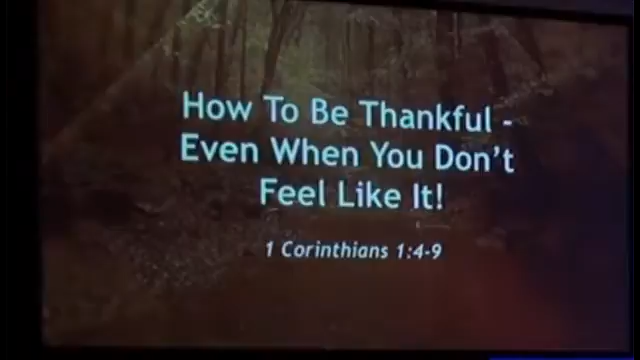 How To Be Thankful -
Even When You Don't
Feel Like It!
1 Corinthians 1:4-9